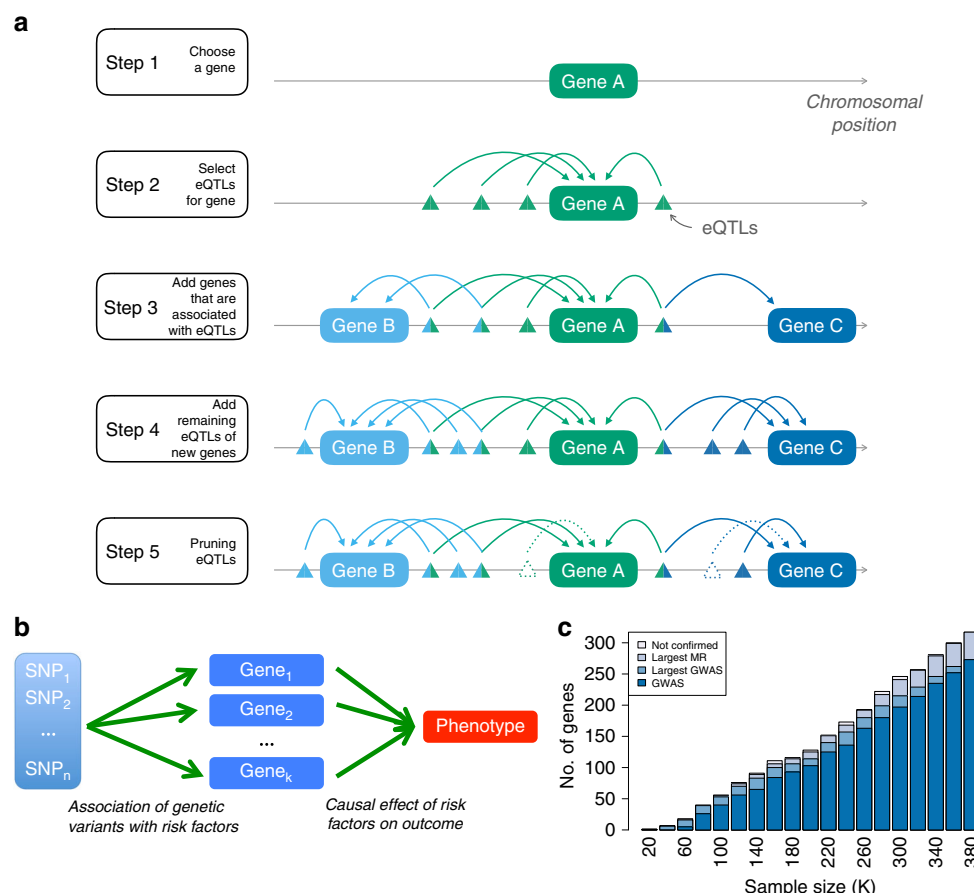 a
Step 1
Choose
a gene
Gene A
Chromosomal
position
Step 2
Select
eQTLs
for gene
Gene A
eQTLs
Step 3
Add genes
that are
associated
with eQTLs
Gene B
Gene A
Gene C
Step 4
Add
remaining
eQTLs of
new genes
Gene B
Gene A
Gene C
Step 5
Pruning
eQTLs
Gene B
Gene A
Gene C
b
SNP1
SNP2
...
SNPn
Gene1
Gene2
...
Genek
Phenotype
Association of genetic
variants with risk factors
Causal effect of risk
factors on outcome
c
Not confirmed
Largest MR
Largest GWAS
GWAS
No. of genes
300
250
200
150
100
50
0
20
60
100
140
180
220
260
300
340
380
Sample size (K)